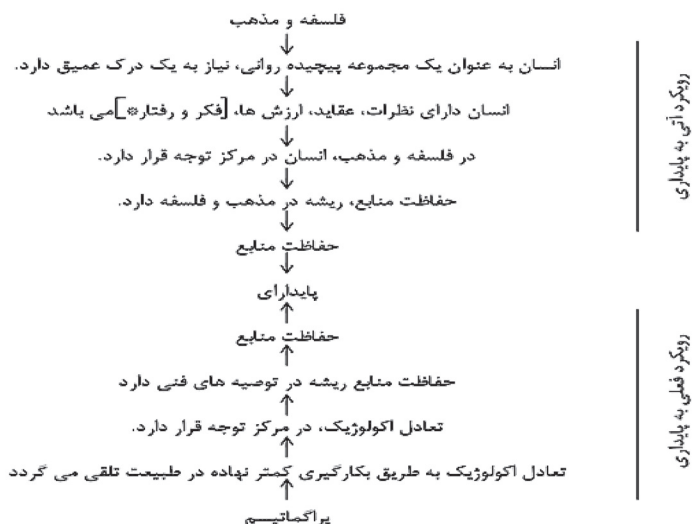 فلسفه و مذهب
انسان به عنوان یک مجموعه پیچیده روانی، نیاز به یک درک عمیق دارد.
انسان دارای نظرات، عقاید، ارزش ها، [فکر و رفتار*] می باشد
در فلسفه و مذهب، انسان در مرکز توجه قرار دارد.
حفاظت منابع، ریشه در مذهب و فلسفه دارد.
حفاظت منابع
رویکرد آتی به پایداری
پایدارای
حفاظت منابع
حفاظت منابع ریشه در توصیه های فنی دارد
تعادل اکولوژیک، در مرکز توجه قرار دارد.
تعادل اکولوژیک به طریق بکارگیری کمتر نهاده در طبیعت تلقی می گردد
پراگماتیسم
رویکرد فعلی به پایداری